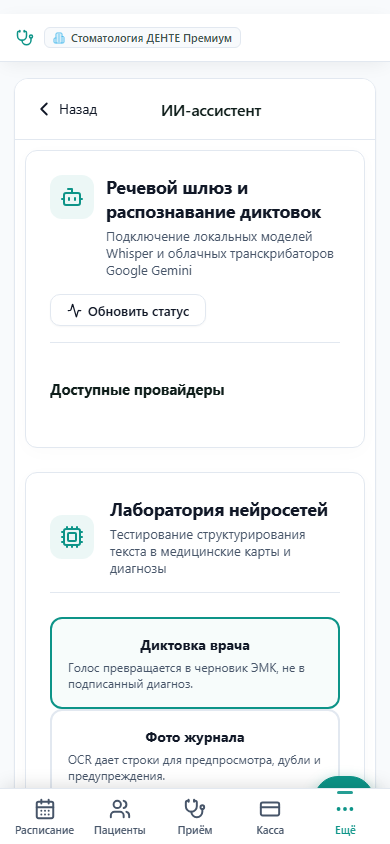 Стоматология ДЕНТЕ Премиум
Назад
ИИ-ассистент
Речевой шлюз и
распознавание диктовок
Подключение локальных моделей
Whisper и облачных транскрибаторов
Google Gemini
Обновить статус
Доступные провайдеры
Лаборатория нейросетей
Тестирование структурирования
текста в медицинские карты и
диагнозы
Диктовка врача
Голос превращается в черновик ЭМК, не в
подписанный диагноз.
Фото журнала
OCR дает строки для предпросмотра, дубли и
предупреждения.
Расписание
Пациенты
Приём
Касса
Ещё